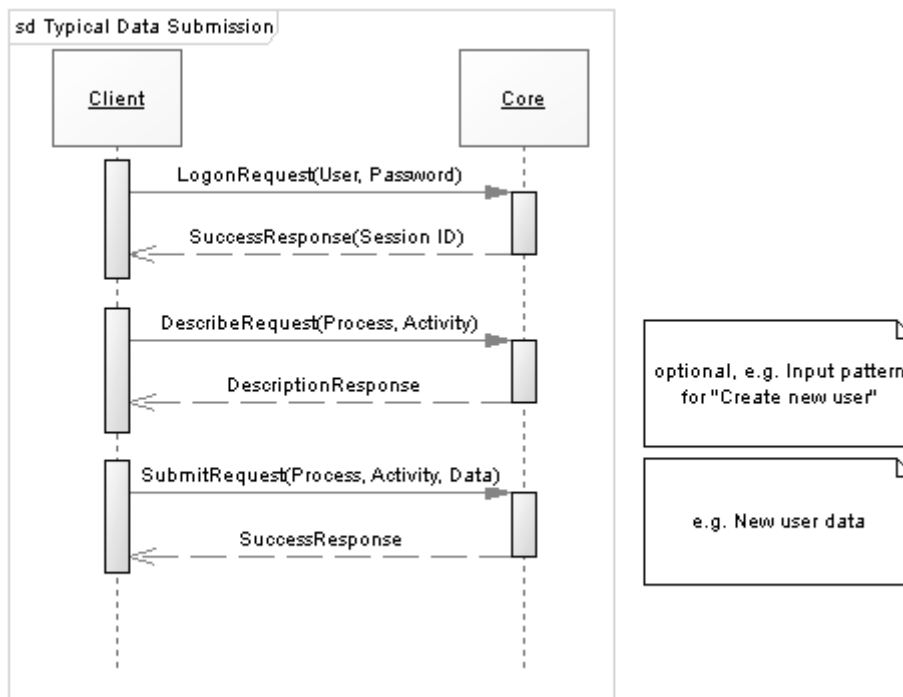 sd Typical Data Submission
Client
Core
LogonRequest(User, Password)
SuccessResponse(Session ID)
DescribeRequest(Process, Activity)
DescriptionResponse
optional, e.g. Input pattern
for "Create new user"
SubmitRequest(Process, Activity, Data)
SuccessResponse
e.g. New user data